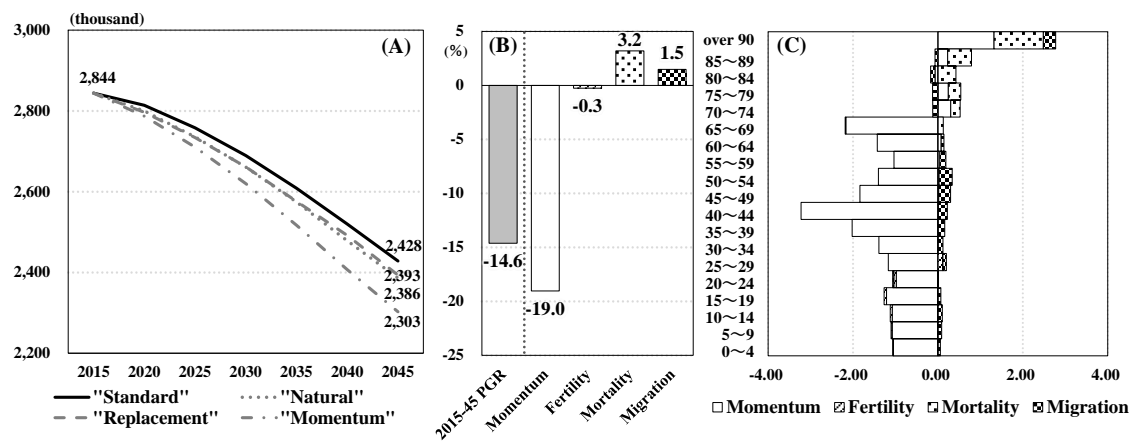 (thousand)
3,000
2,800
2,600
2,400
2,200
(A)
2,844
2,428
2,393
2,386
2,303
2015 2020 2025 2030 2035 2040 2045
"Standard" "Natural"
"Replacement" "Momentum"
(B)
(%)
5
0
-5
-10
-15
-20
-25
3.2
1.5
-0.3
-14.6
-19.0
2015-45 PGR
Momentum
Fertility
Mortality
Migration
(C)
over 90
85～89
80～84
75～79
70～74
65～69
60～64
55～59
50～54
45～49
40～44
35～39
30～34
25～29
20～24
15～19
10～14
5～9
0～4
-4.00 -2.00 0.00 2.00 4.00
Momentum Fertility Mortality Migration